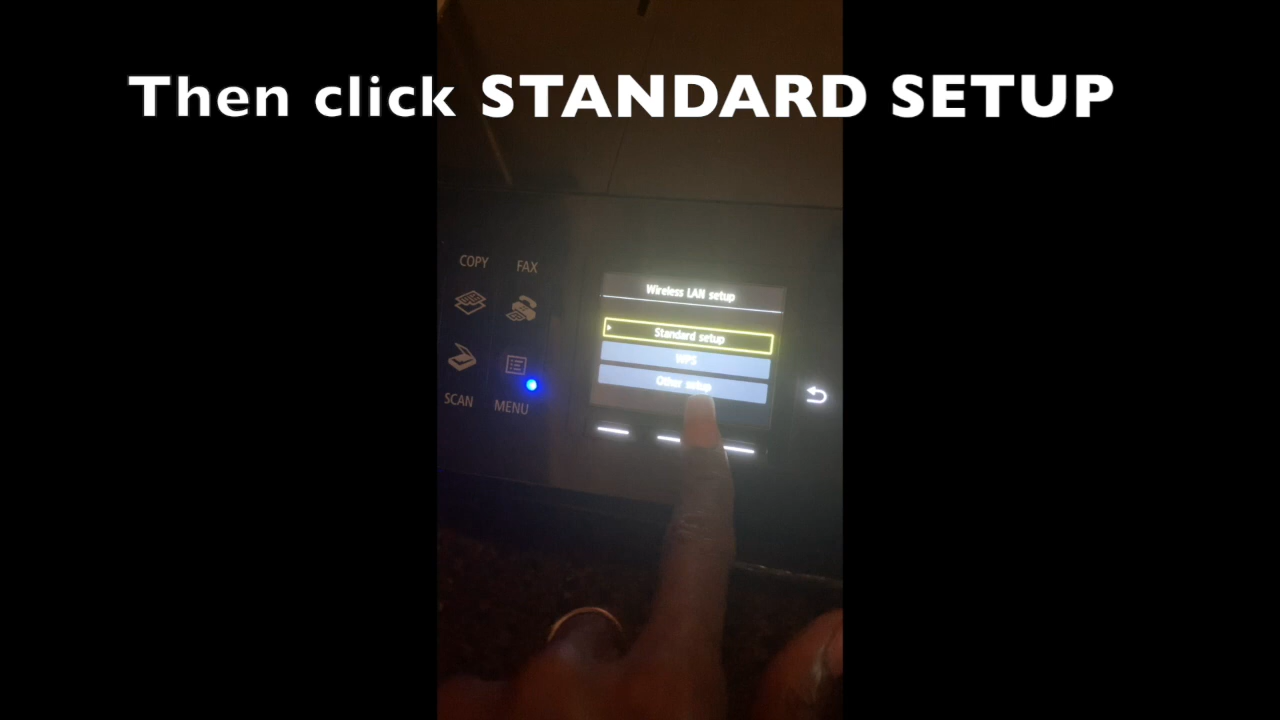 Then click STANDARD SETUP
COPY
FAX
Wireless LAN setup
Standard setup
WPS
Other setup
SCAN
MENU